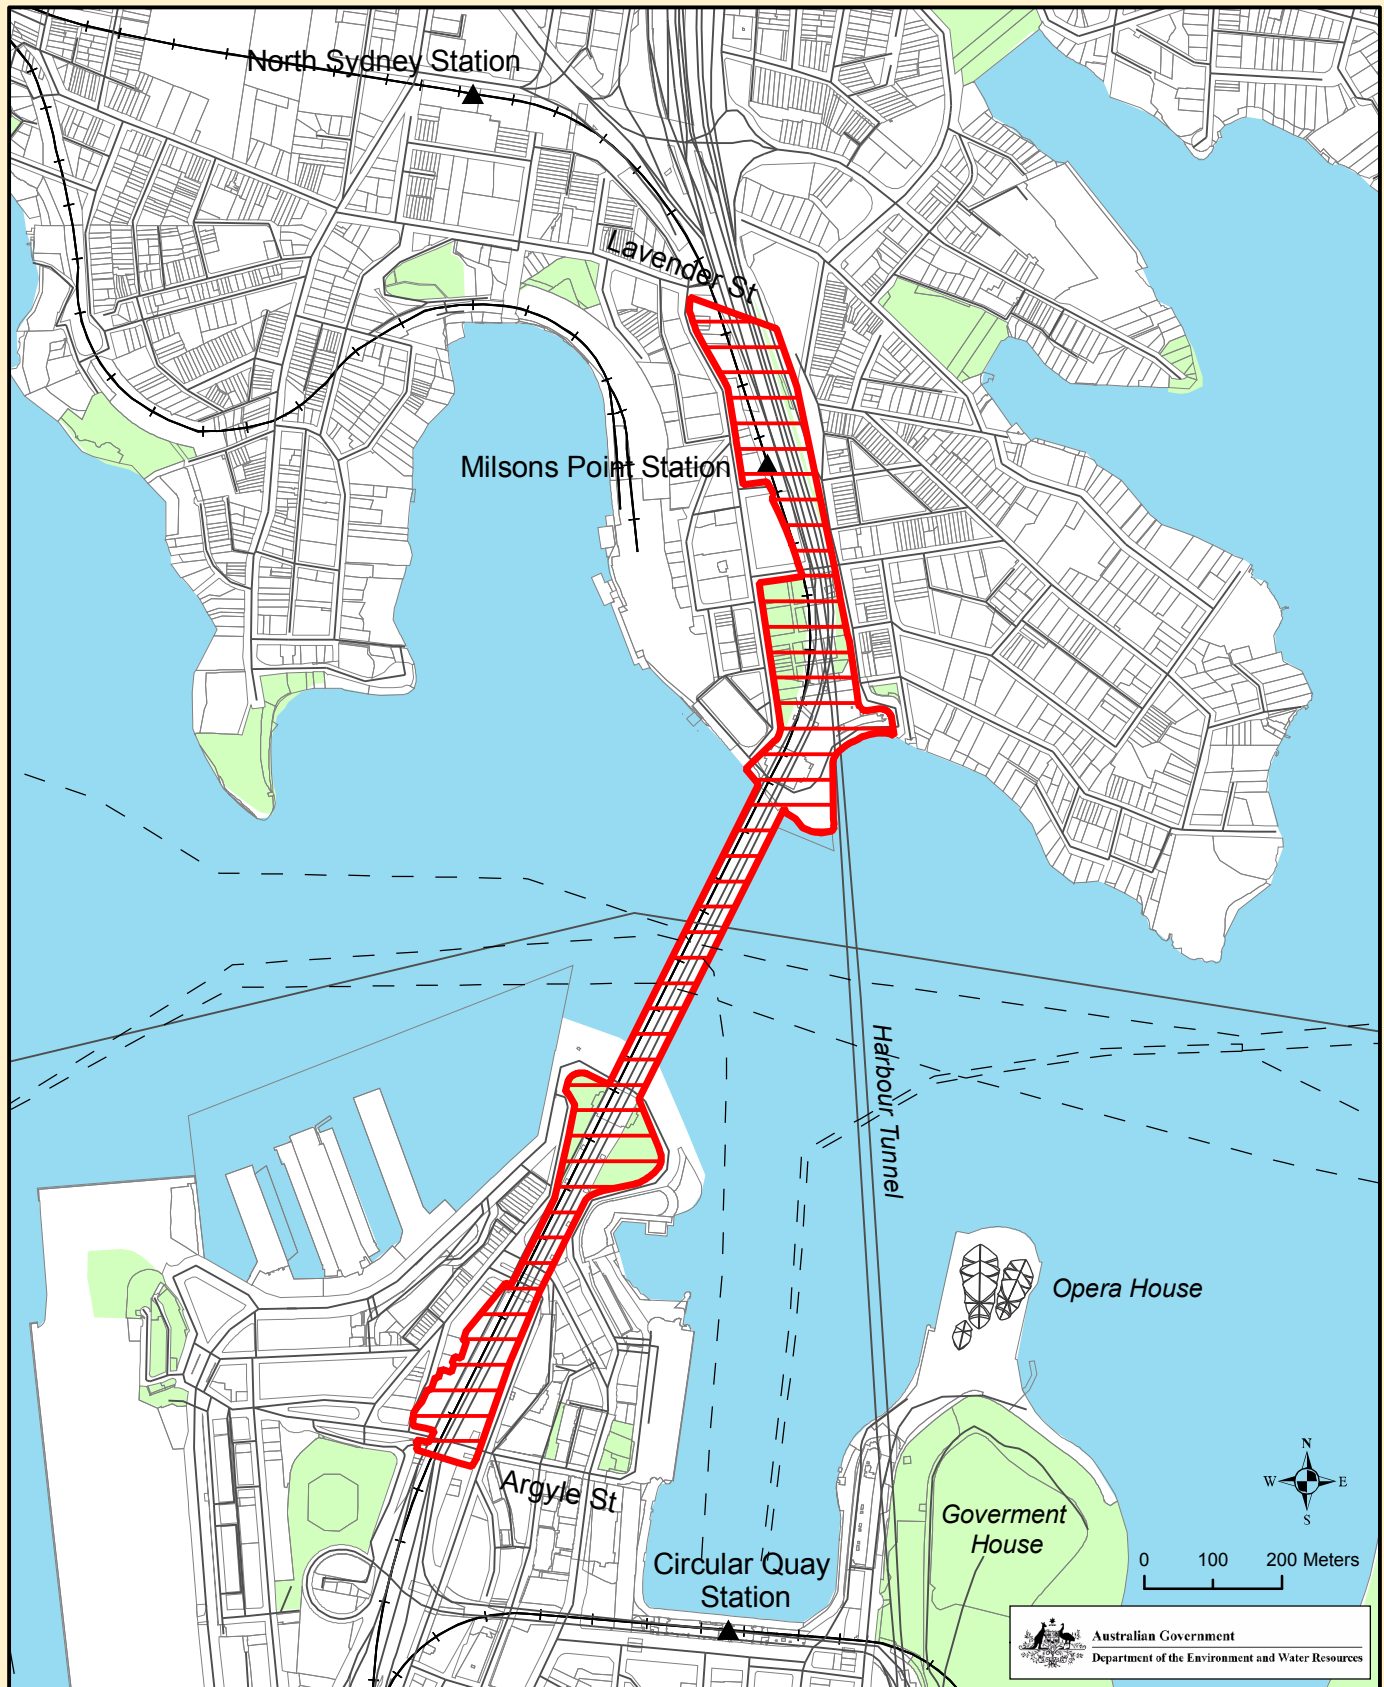 North Sydney Station
Lavender St
Milsons Point Station
Harbour Tunnel
Opera House
Argyle St
Goverment
House
Circular Quay
Station
N
W E
S
0 100 200 Meters
Australian Government
Department of the Environment and Water Resources